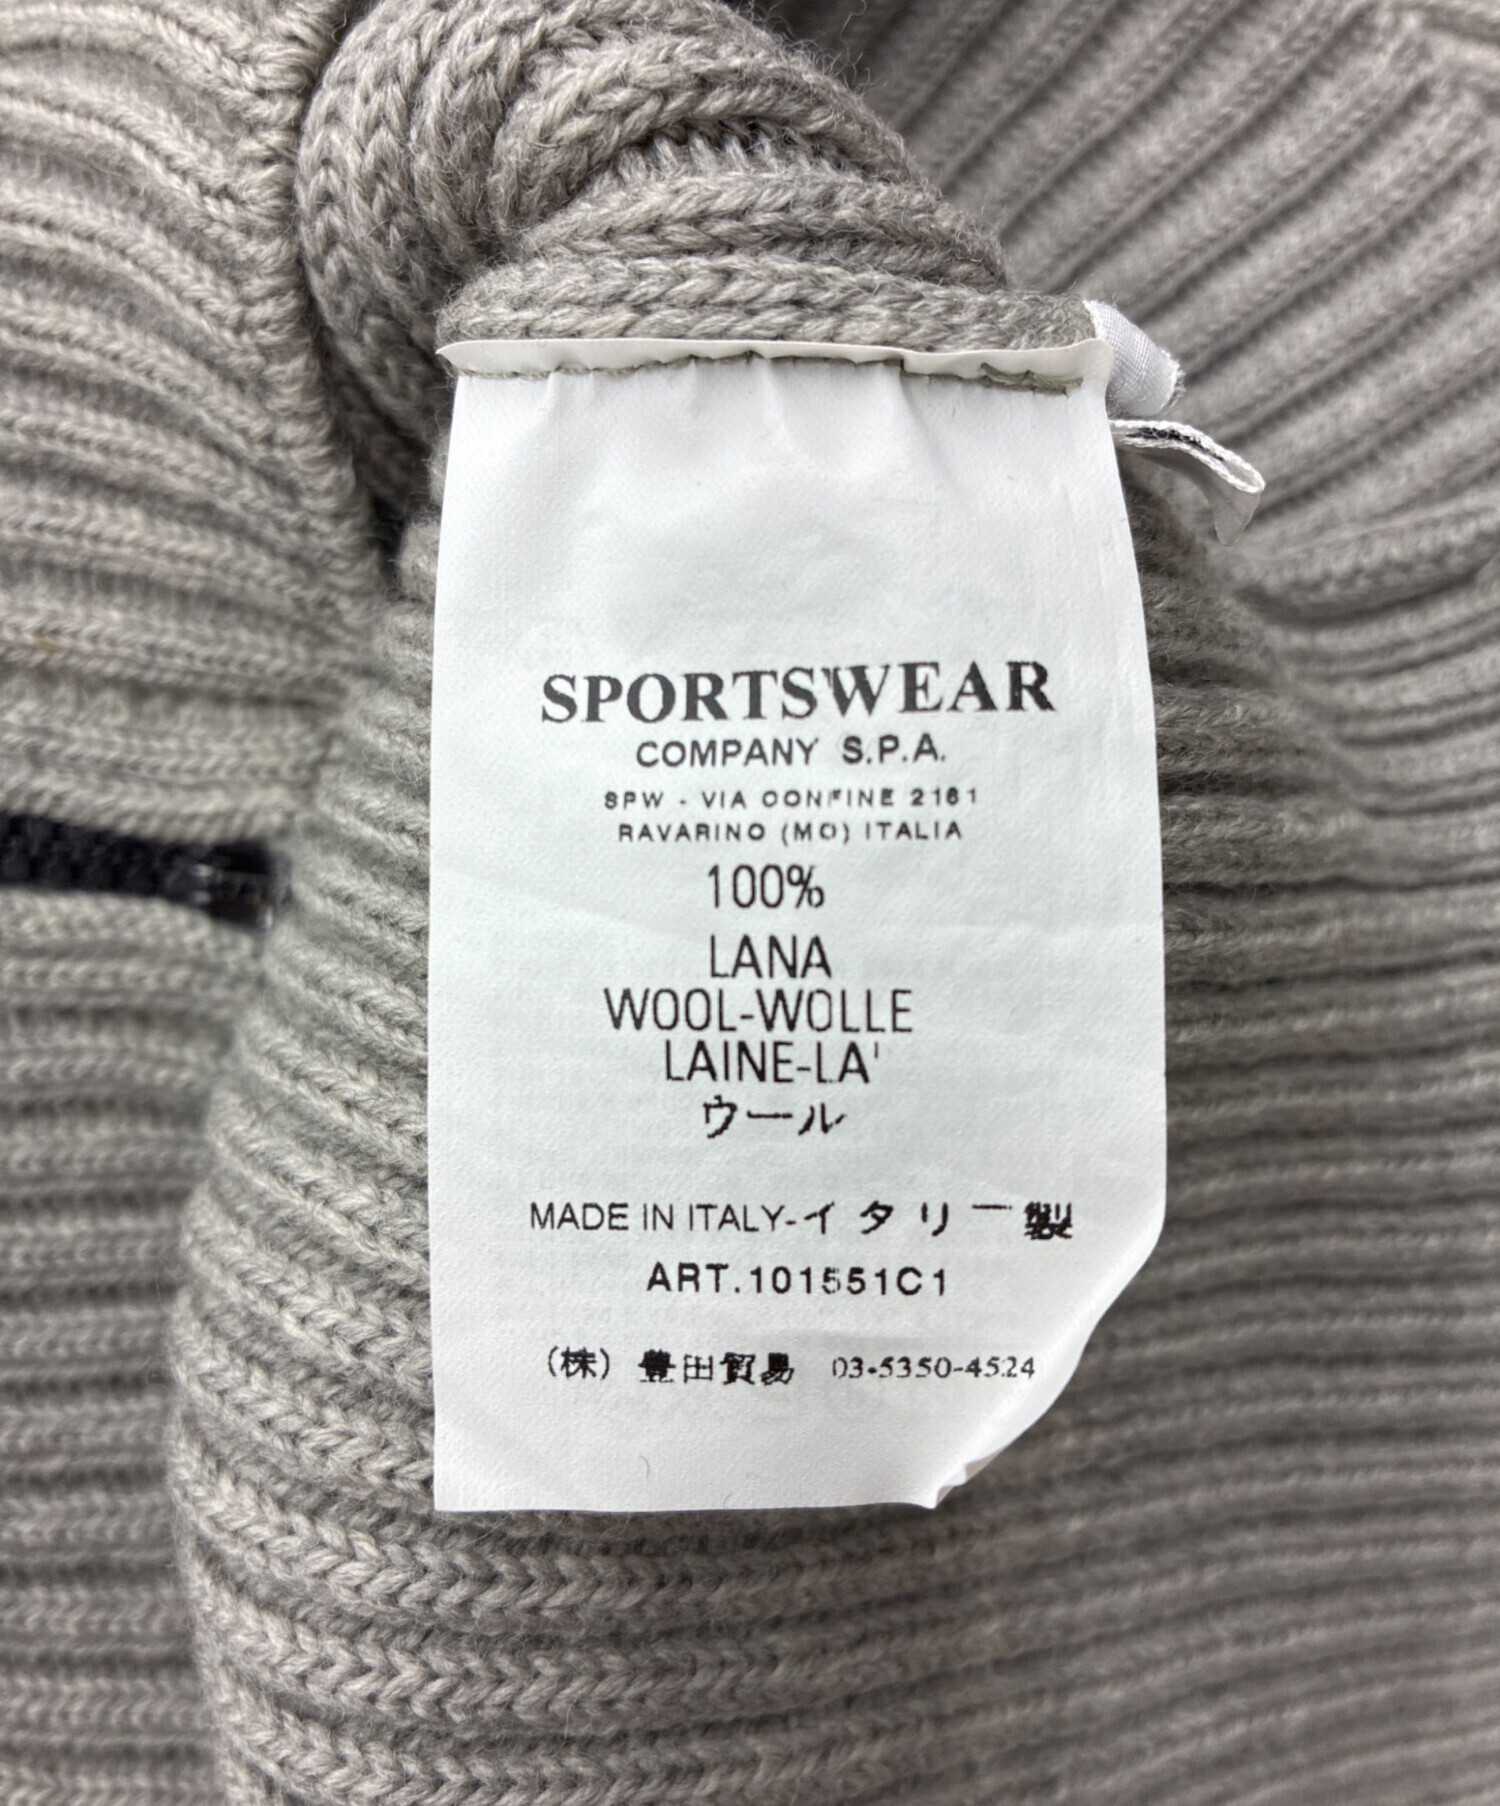 SPORTSWEAR
COMPANY S.P.A.
SPW - VIA CONFINE 2161
RAVARINO (MO) ITALIA
100%
LANA
WOOL-WOLLE
LAINE-LA'
ウール
MADE IN ITALY-イタリー製
ART.101551C1
(株) 豊田貿易 03-5350-4524